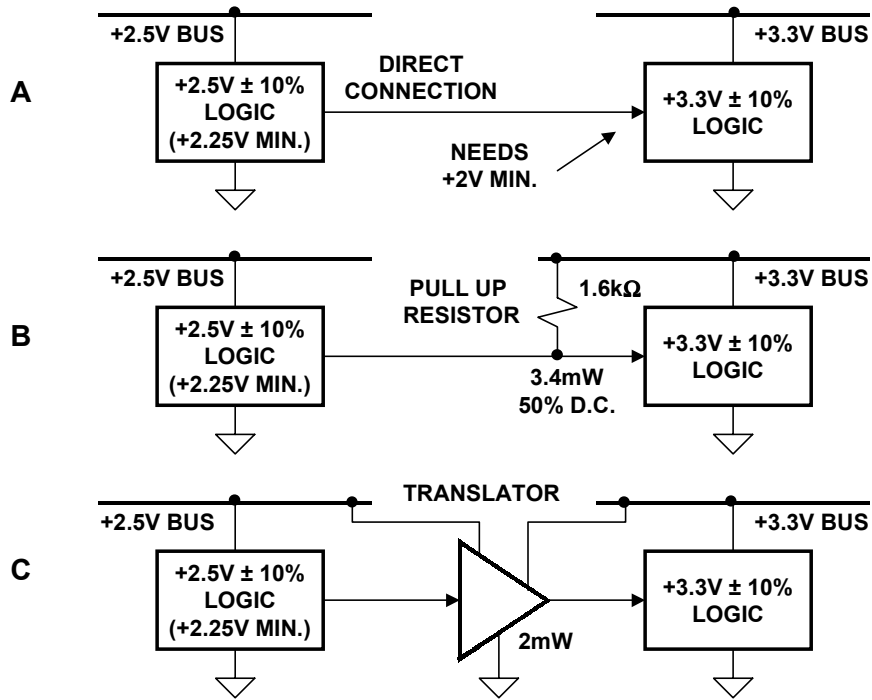 A
+2.5V BUS
+2.5V ± 10%
LOGIC
(+2.25V MIN.)
DIRECT
CONNECTION
NEEDS
+2V MIN.
+3.3V BUS
+3.3V ± 10%
LOGIC
B
+2.5V BUS
+2.5V ± 10%
LOGIC
(+2.25V MIN.)
PULL UP
RESISTOR
1.6kΩ
3.4mW
50% D.C.
+3.3V BUS
+3.3V ± 10%
LOGIC
C
+2.5V BUS
+2.5V ± 10%
LOGIC
(+2.25V MIN.)
TRANSLATOR
2mW
+3.3V BUS
+3.3V ± 10%
LOGIC